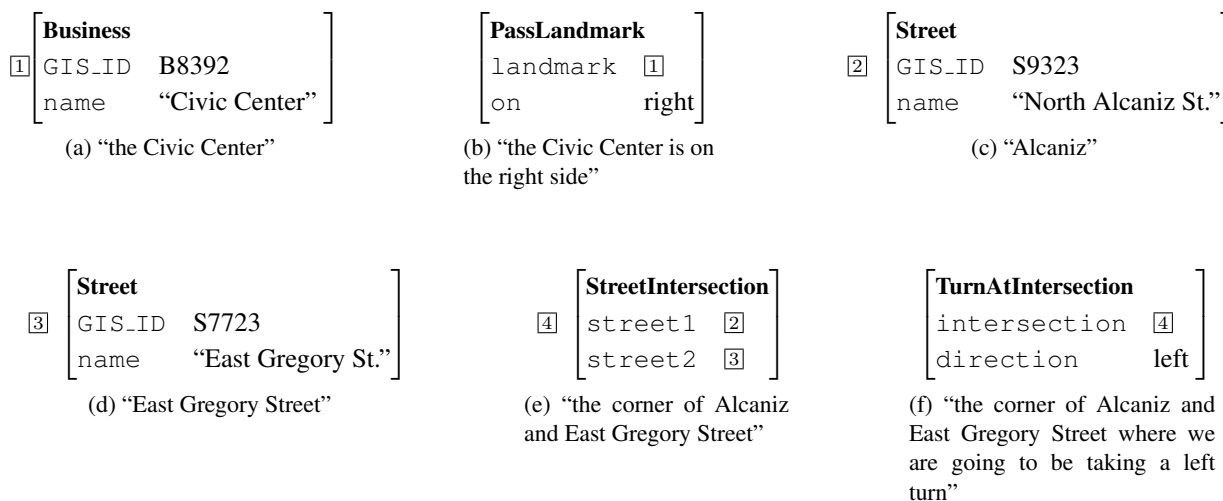 Business
1 GIS_ID B8392
name “Civic Center”
(a) “the Civic Center”
PassLandmark
landmark 1
on right
(b) “the Civic Center is on
the right side”
Street
2 GIS_ID S9323
name “North Alcaniz St.”
(c) “Alcaniz”
Street
3 GIS_ID S7723
name “East Gregory St.”
(d) “East Gregory Street”
StreetIntersection
4 street1 2
street2 3
(e) “the corner of Alcaniz
and East Gregory Street”
TurnAtIntersection
intersection 4
direction left
(f) “the corner of Alcaniz and
East Gregory Street where we
are going to be taking a left
turn”